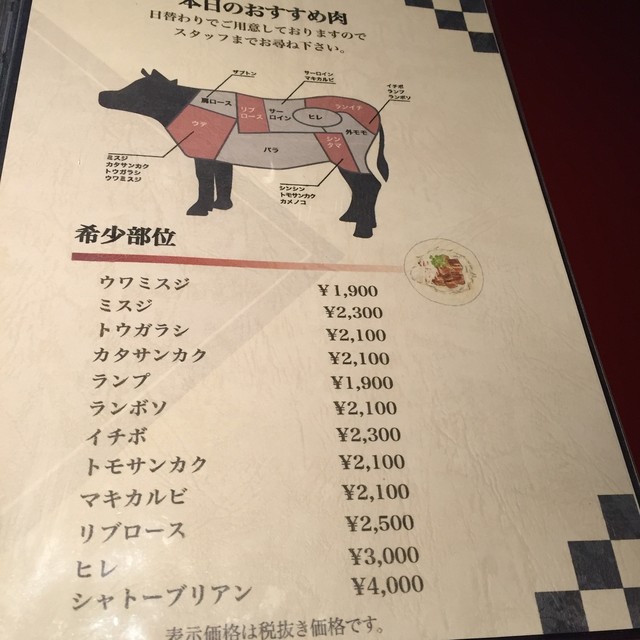 本日のおすすめ肉
日替わりでご用意しておりますので
スタッフまでお尋ね下さい。
ザブトン
サーロイン
マキカルビ
イチボ
ランプ
ランボソ
肩ロース
リブ
ロース
サー
ロイン
ヒレ
ランイチ
ウデ
バラ
シン
タマ
外モモ
ミスジ
カタサンカク
トウガラシ
ウワミスジ
シンシン
トモサンカク
カメノコ
希少部位
ウワミスジ ¥1,900
ミスジ ¥2,300
トウガラシ ¥2,100
カタサンカク ¥2,100
ランプ ¥1,900
ランボソ ¥2,100
イチボ ¥2,300
トモサンカク ¥2,100
マキカルビ ¥2,100
リブロース ¥2,500
ヒレ ¥3,000
シャトーブリアン ¥4,000
表示価格は税抜き価格です。